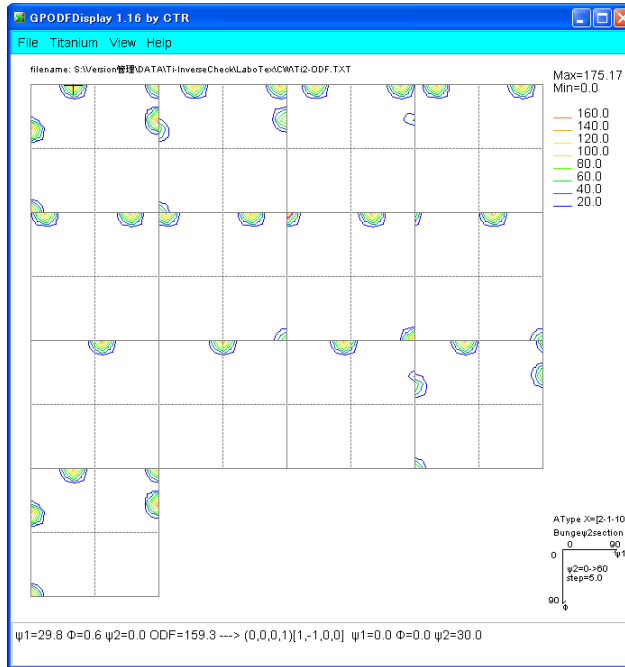 GPODFDisplay 1.16 by CTR
File Titanium View Help
filename: S:\Version管理\DATA\Ti-InverseCheck\LaboTex\CW\Ti2-ODF.TXT
Max=175.17
Min=0.0
160.0
140.0
120.0
100.0
80.0
60.0
40.0
20.0
AType X=[2-1-10
Bungeψ2section
0 90
0 ψ1
ψ2=0->60
step=5.0
90
Φ
ψ1=29.8 Φ=0.6 ψ2=0.0 ODF=159.3 ---> (0,0,0,1)[1,-1,0,0] ψ1=0.0 Φ=0.0 ψ2=30.0